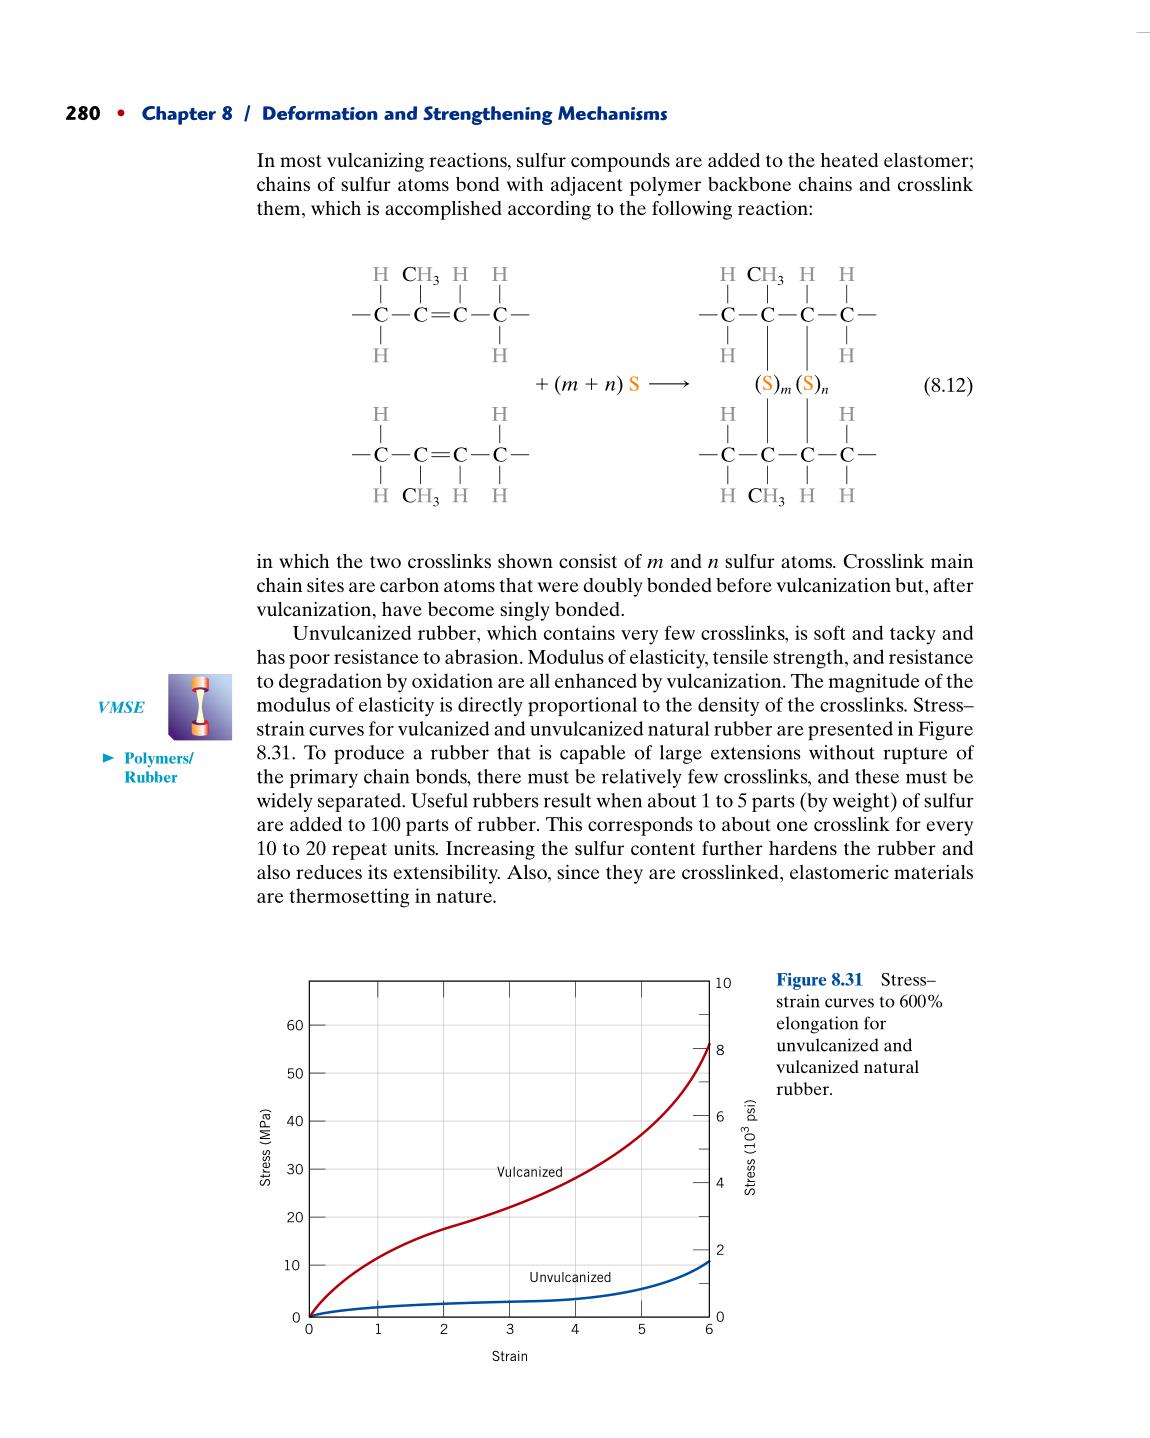 280 • Chapter 8 / Deformation and Strengthening Mechanisms
In most vulcanizing reactions, sulfur compounds are added to the heated elastomer;
chains of sulfur atoms bond with adjacent polymer backbone chains and crosslink
them, which is accomplished according to the following reaction:
H CH3 H H H CH3 H H
—C—C=C—C— —C—C—C—C—
H H H H
+ (m + n) S ⟶ (S)m (S)n (8.12)
H H H H
—C—C=C—C— —C—C—C—C—
H CH3 H H H CH3 H H
in which the two crosslinks shown consist of m and n sulfur atoms. Crosslink main
chain sites are carbon atoms that were doubly bonded before vulcanization but, after
vulcanization, have become singly bonded.
Unvulcanized rubber, which contains very few crosslinks, is soft and tacky and
has poor resistance to abrasion. Modulus of elasticity, tensile strength, and resistance
to degradation by oxidation are all enhanced by vulcanization. The magnitude of the
modulus of elasticity is directly proportional to the density of the crosslinks. Stress–
strain curves for vulcanized and unvulcanized natural rubber are presented in Figure
8.31. To produce a rubber that is capable of large extensions without rupture of
the primary chain bonds, there must be relatively few crosslinks, and these must be
widely separated. Useful rubbers result when about 1 to 5 parts (by weight) of sulfur
are added to 100 parts of rubber. This corresponds to about one crosslink for every
10 to 20 repeat units. Increasing the sulfur content further hardens the rubber and
also reduces its extensibility. Also, since they are crosslinked, elastomeric materials
are thermosetting in nature.
VMSE
► Polymers/
Rubber
60
50
40
30
20
10
0
Stress (MPa)
Vulcanized
Unvulcanized
10
8
6
4
2
0
Stress (10³ psi)
0 1 2 3 4 5 6
Strain
Figure 8.31 Stress–
strain curves to 600%
elongation for
unvulcanized and
vulcanized natural
rubber.